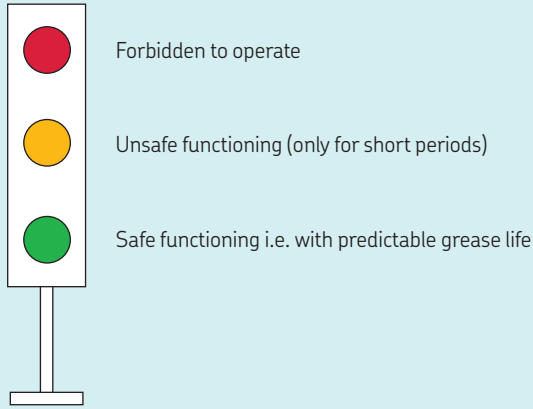 Forbidden to operate
Unsafe functioning (only for short periods)
Safe functioning i.e. with predictable grease life